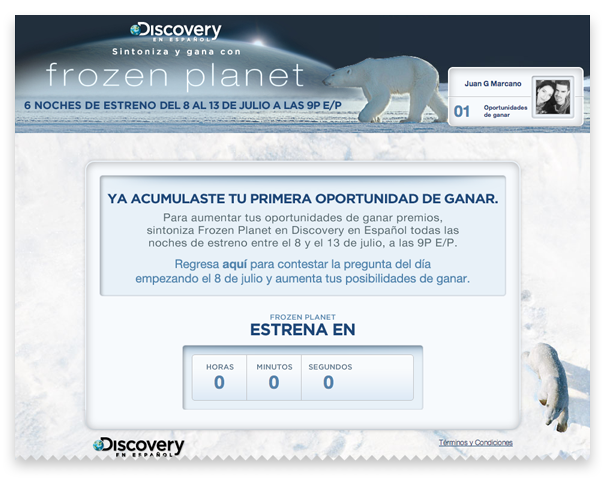 Discovery
EN ESPAÑOL
Sintoniza y gana con
frozen planet
6 NOCHES DE ESTRENO DEL 8 AL 13 DE JULIO A LAS 9P E/P
Juan G Marcano
01 Oportunidades
de ganar
YA ACUMULASTE TU PRIMERA OPORTUNIDAD DE GANAR.
Para aumentar tus oportunidades de ganar premios,
sintoniza Frozen Planet en Discovery en Español todas las
noches de estreno entre el 8 y el 13 de julio, a las 9P E/P.
Regresa aquí para contestar la pregunta del día
empezando el 8 de julio y aumenta tus posibilidades de ganar.
FROZEN PLANET
ESTRENA EN
HORAS MINUTOS SEGUNDOS
0 0 0
Discovery
EN ESPAÑOL
Términos y Condiciones